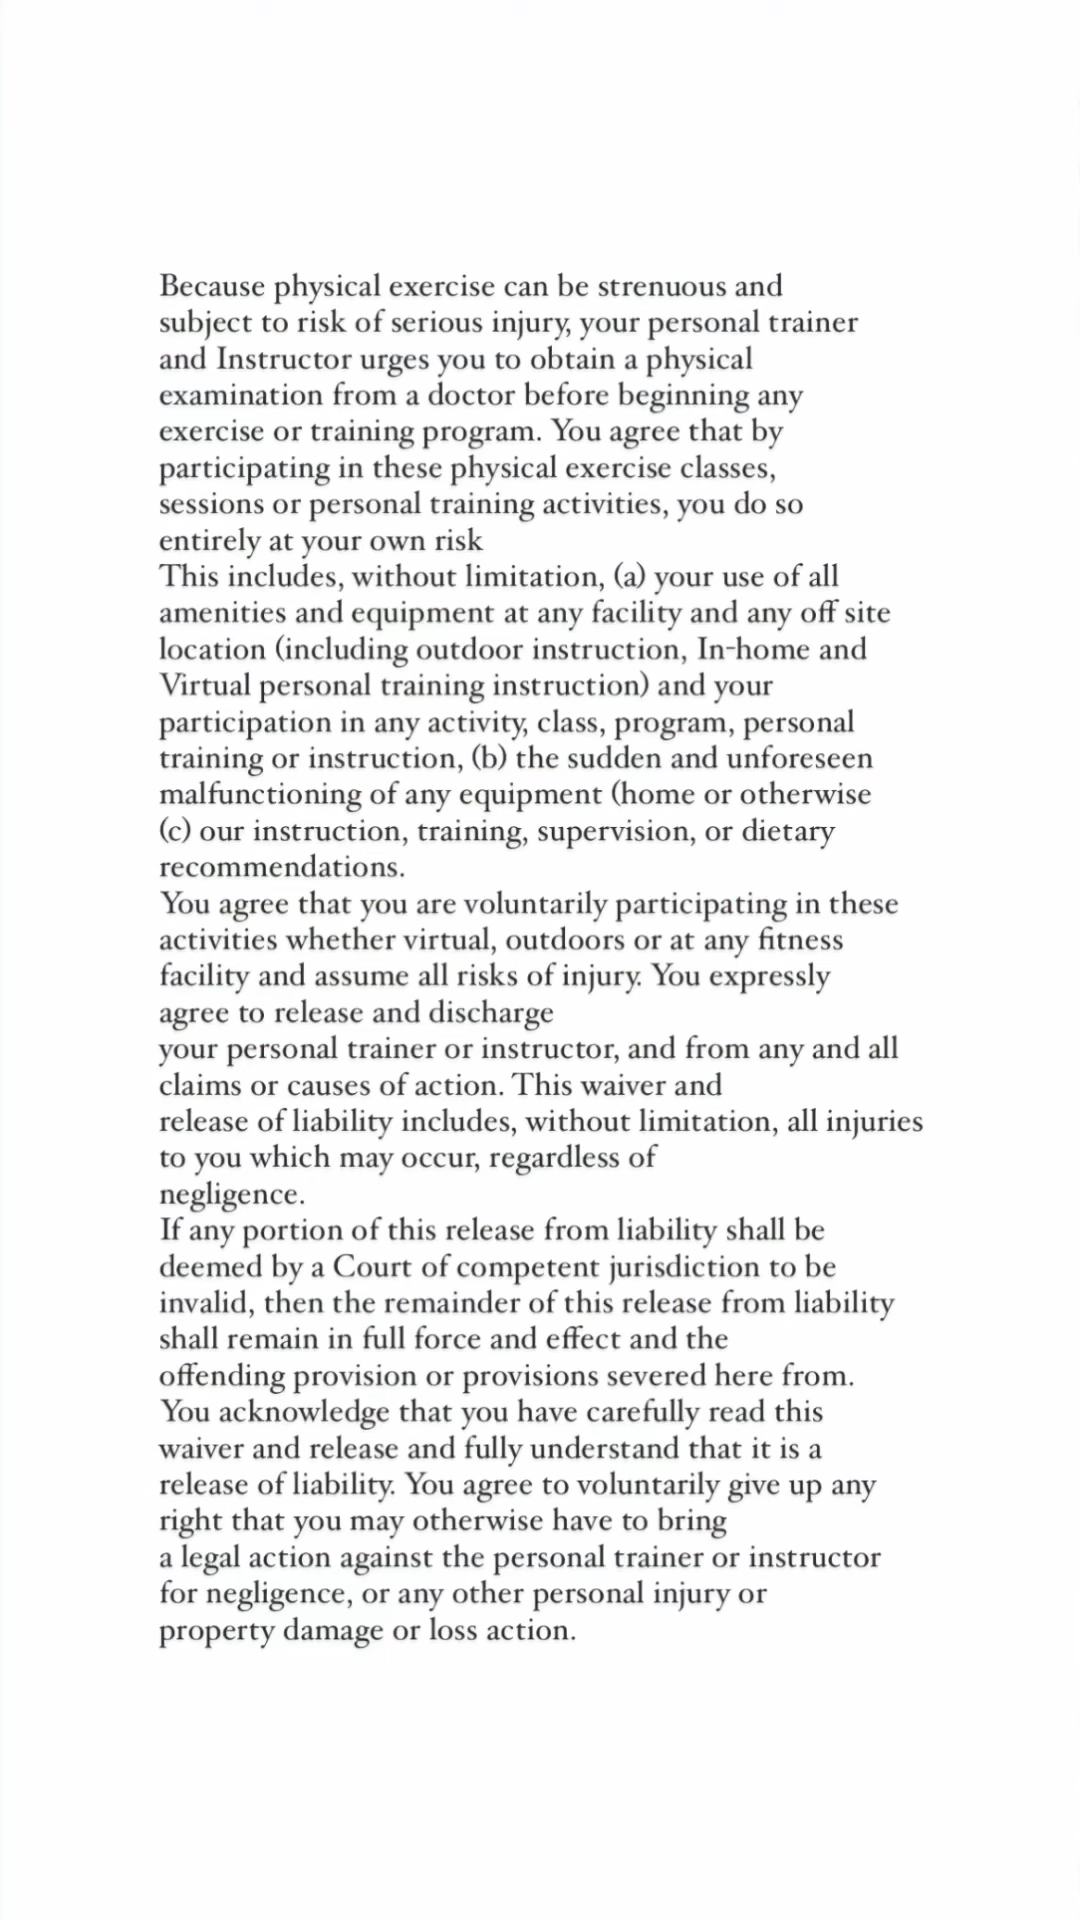 Because physical exercise can be strenuous and
subject to risk of serious injury, your personal trainer
and Instructor urges you to obtain a physical
examination from a doctor before beginning any
exercise or training program. You agree that by
participating in these physical exercise classes,
sessions or personal training activities, you do so
entirely at your own risk
This includes, without limitation, (a) your use of all
amenities and equipment at any facility and any off site
location (including outdoor instruction, In-home and
Virtual personal training instruction) and your
participation in any activity, class, program, personal
training or instruction, (b) the sudden and unforeseen
malfunctioning of any equipment (home or otherwise
(c) our instruction, training, supervision, or dietary
recommendations.
You agree that you are voluntarily participating in these
activities whether virtual, outdoors or at any fitness
facility and assume all risks of injury. You expressly
agree to release and discharge
your personal trainer or instructor, and from any and all
claims or causes of action. This waiver and
release of liability includes, without limitation, all injuries
to you which may occur, regardless of
negligence.
If any portion of this release from liability shall be
deemed by a Court of competent jurisdiction to be
invalid, then the remainder of this release from liability
shall remain in full force and effect and the
offending provision or provisions severed here from.
You acknowledge that you have carefully read this
waiver and release and fully understand that it is a
release of liability. You agree to voluntarily give up any
right that you may otherwise have to bring
a legal action against the personal trainer or instructor
for negligence, or any other personal injury or
property damage or loss action.